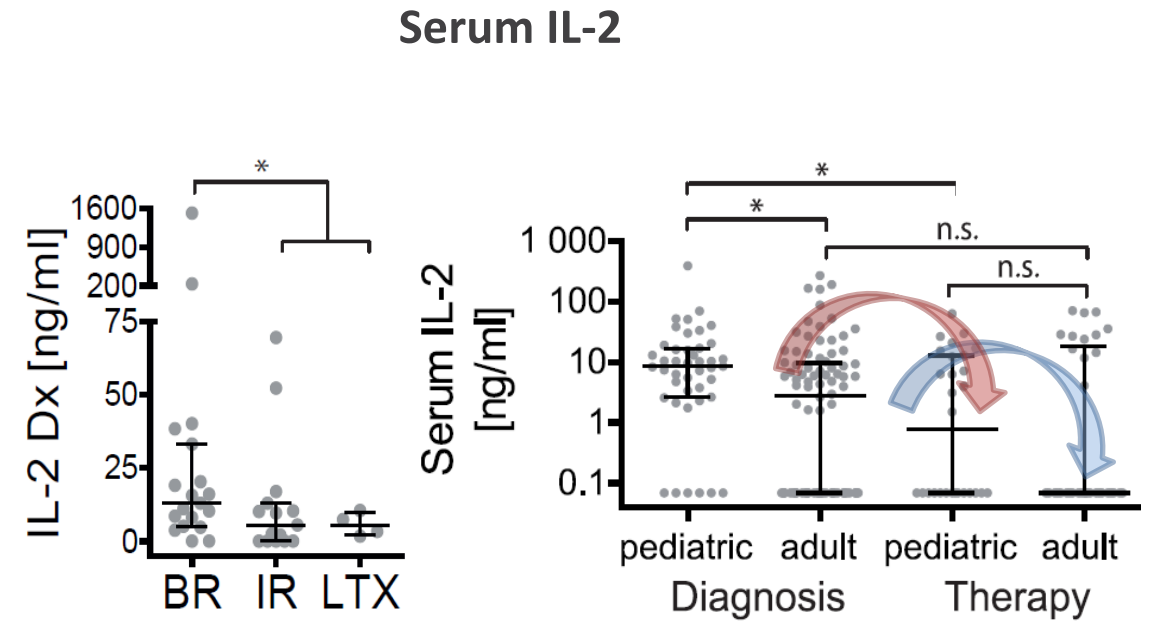 Serum IL-2
*
1600
900
200
75
50
25
0
IL-2 Dx [ng/ml]
BR IR LTX
*
*
n.s.
n.s.
1 000
100
10
1
0.1
Serum IL-2
[ng/ml]
pediatric adult pediatric adult
Diagnosis Therapy